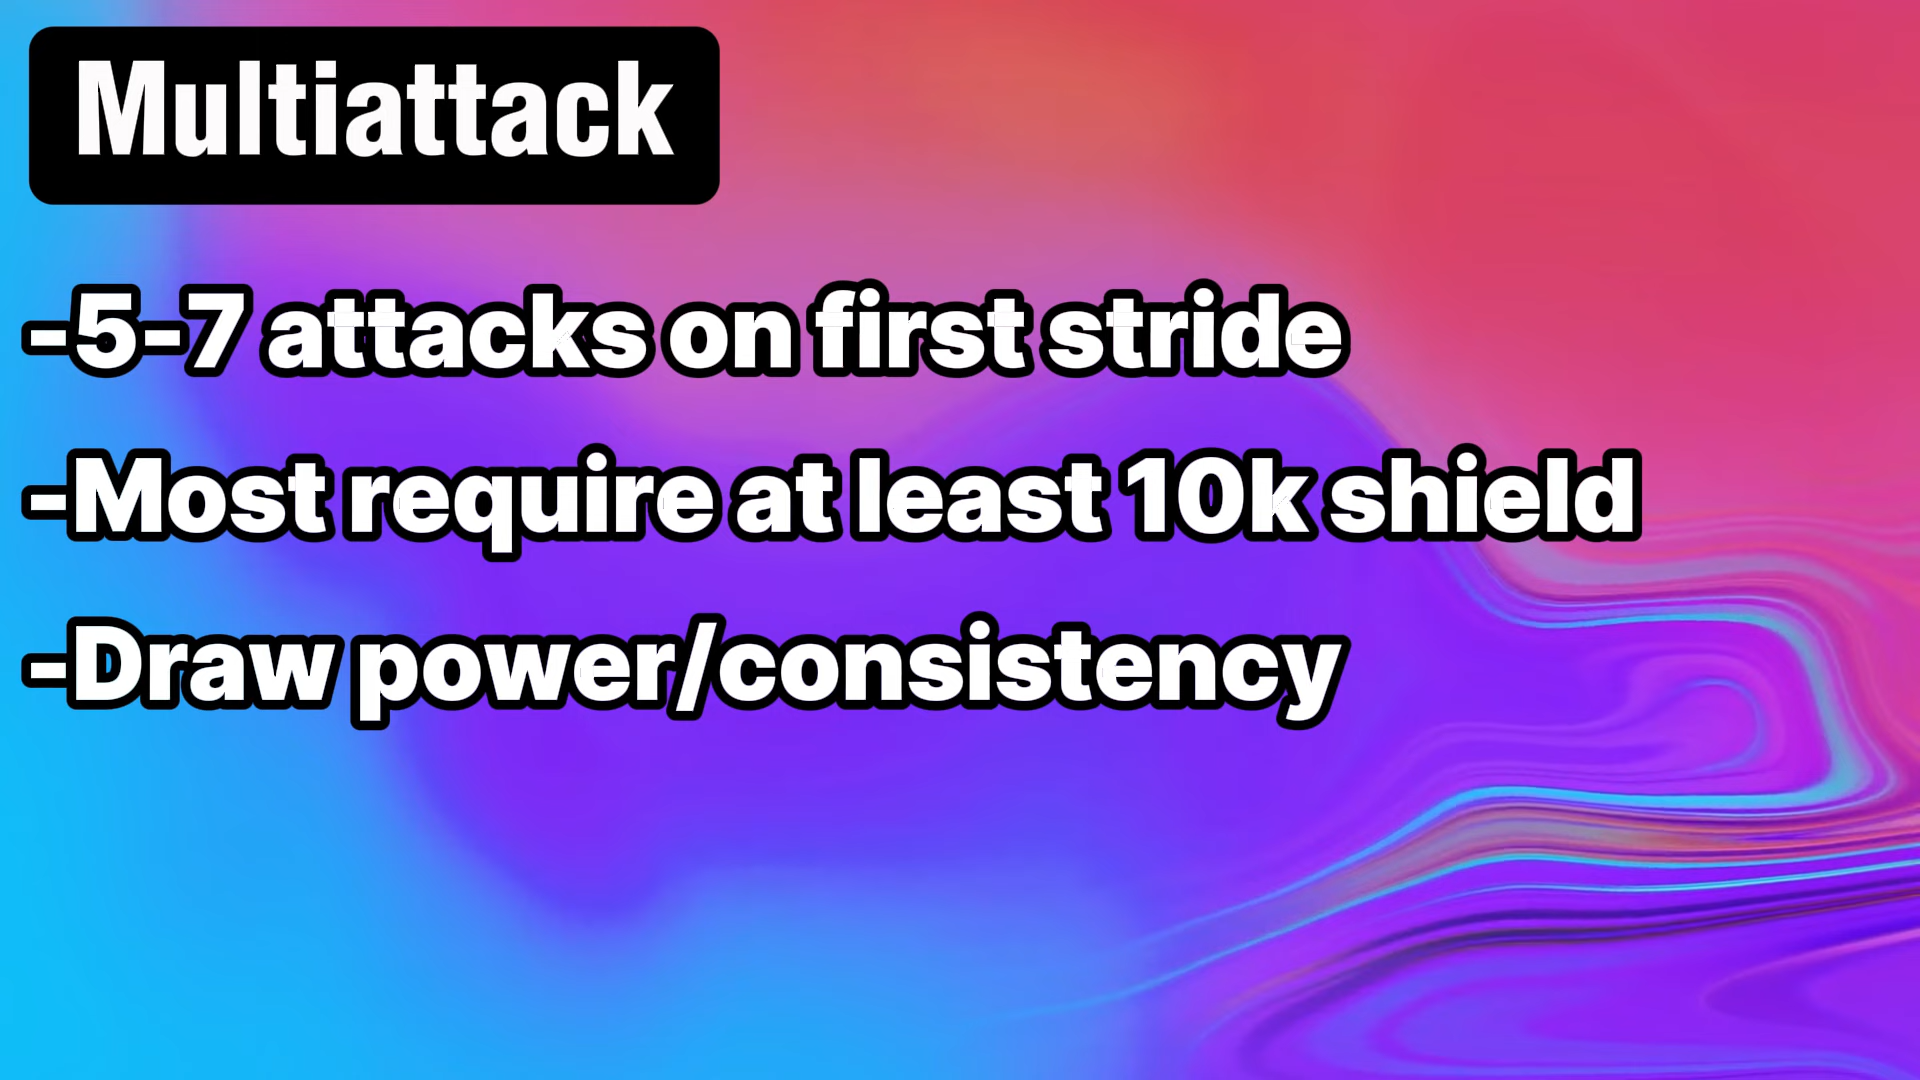 Multiattack
-5-7 attacks on first stride
-Most require at least 10k shield
-Draw power/consistency